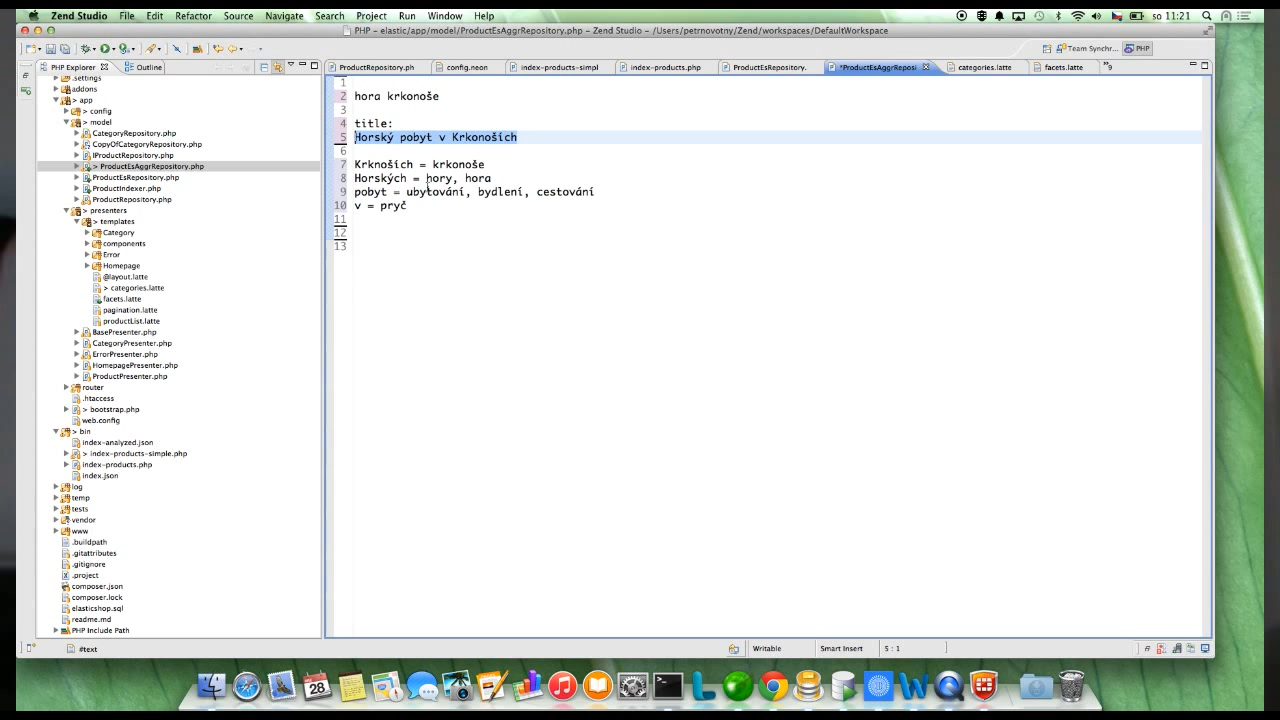 Zend Studio File Edit Refactor Source Navigate Search Project Run Window Help so 11:21
PHP - elastic/app/model/ProductEsAggrRepository.php - Zend Studio - /Users/petrnovotny/Zend/workspaces/DefaultWorkspace
Team Synchr... PHP
PHP Explorer Outline
ProductRepository.ph config.neon index-products-simpl index-products.php ProductEsRepository. *ProductEsAggrReposi categories.latte facets.latte »9
.settings
addons
> app
config
model
CategoryRepository.php
CopyOfCategoryRepository.php
IProductRepository.php
> ProductEsAggrRepository.php
ProductEsRepository.php
ProductIndexer.php
ProductRepository.php
> presenters
> templates
Category
components
Error
Homepage
@layout.latte
> categories.latte
facets.latte
pagination.latte
productList.latte
BasePresenter.php
CategoryPresenter.php
ErrorPresenter.php
HomepagePresenter.php
ProductPresenter.php
router
.htaccess
> bootstrap.php
web.config
> bin
index-analyzed.json
> index-products-simple.php
index-products.php
index.json
log
temp
tests
vendor
www
.buildpath
.gitattributes
.gitignore
.project
composer.json
composer.lock
elasticshop.sql
readme.md
PHP Include Path
1
2 hora krkonoše
3
4 title:
5 Horský pobyt v Krkonoších
6
7 Krknoších = krkonoše
8 Horských = hory, hora
9 pobyt = ubytování, bydlení, cestování
10 v = pryč
11
12
13
#text Writable Smart Insert 5 : 1
28